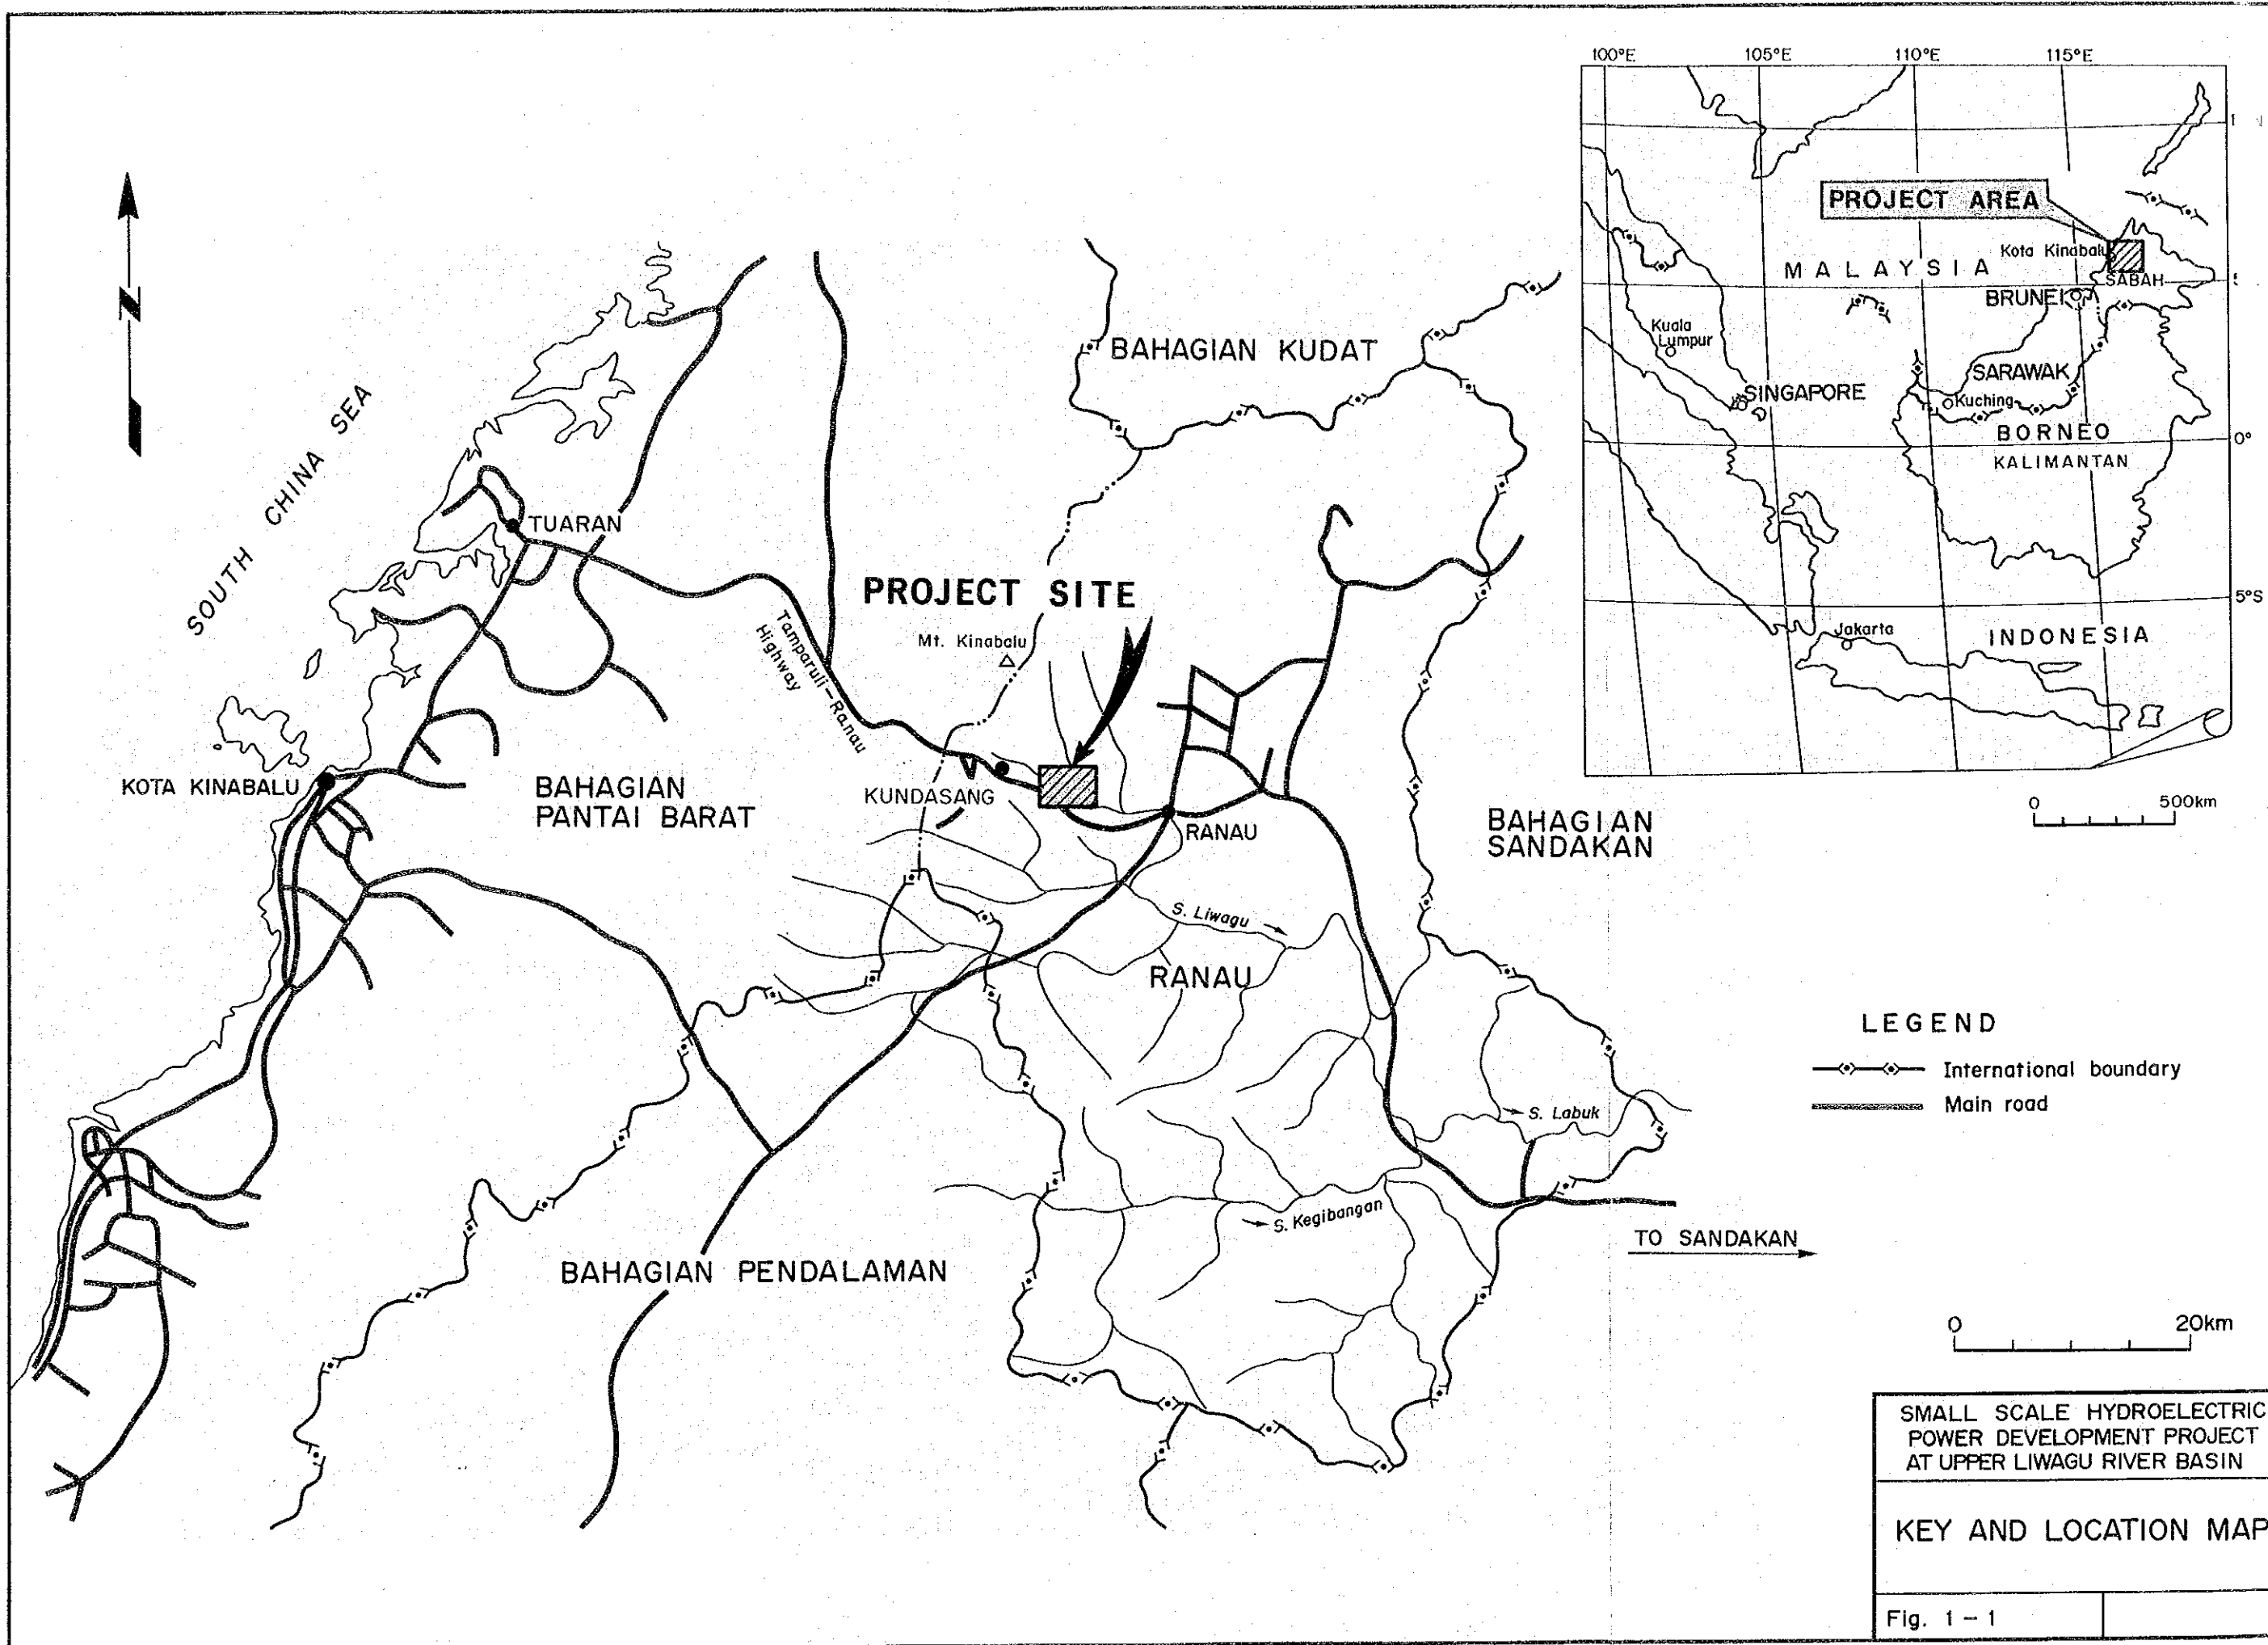 100°E
105°E
110°E
115°E
PROJECT AREA
Kota Kinabalu
MALAYSIA
SABAH
BRUNEI
Kuala
Lumpur
SARAWAK
SINGAPORE
Kuching
BORNEO
0°
KALIMANTAN
5°S
Jakarta
INDONESIA
0
500km
N
SOUTH CHINA SEA
BAHAGIAN KUDAT
TUARAN
PROJECT SITE
Mt. Kinabalu
Tamparuli-Ranau
Highway
KOTA KINABALU
BAHAGIAN
PANTAI BARAT
KUNDASANG
RANAU
BAHAGIAN
SANDAKAN
S. Liwagu
RANAU
S. Labuk
S. Kegibangan
TO SANDAKAN
BAHAGIAN PENDALAMAN
LEGEND
International boundary
Main road
0
20km
SMALL SCALE HYDROELECTRIC
POWER DEVELOPMENT PROJECT
AT UPPER LIWAGU RIVER BASIN
KEY AND LOCATION MAP
Fig. 1-1